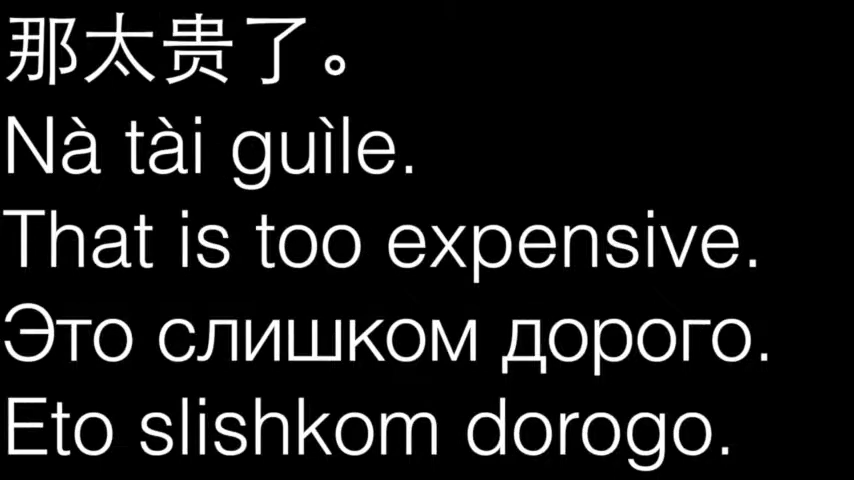 那太贵了。
Nà tài guìle.
That is too expensive.
Это слишком дорого.
Eto slishkom dorogo.